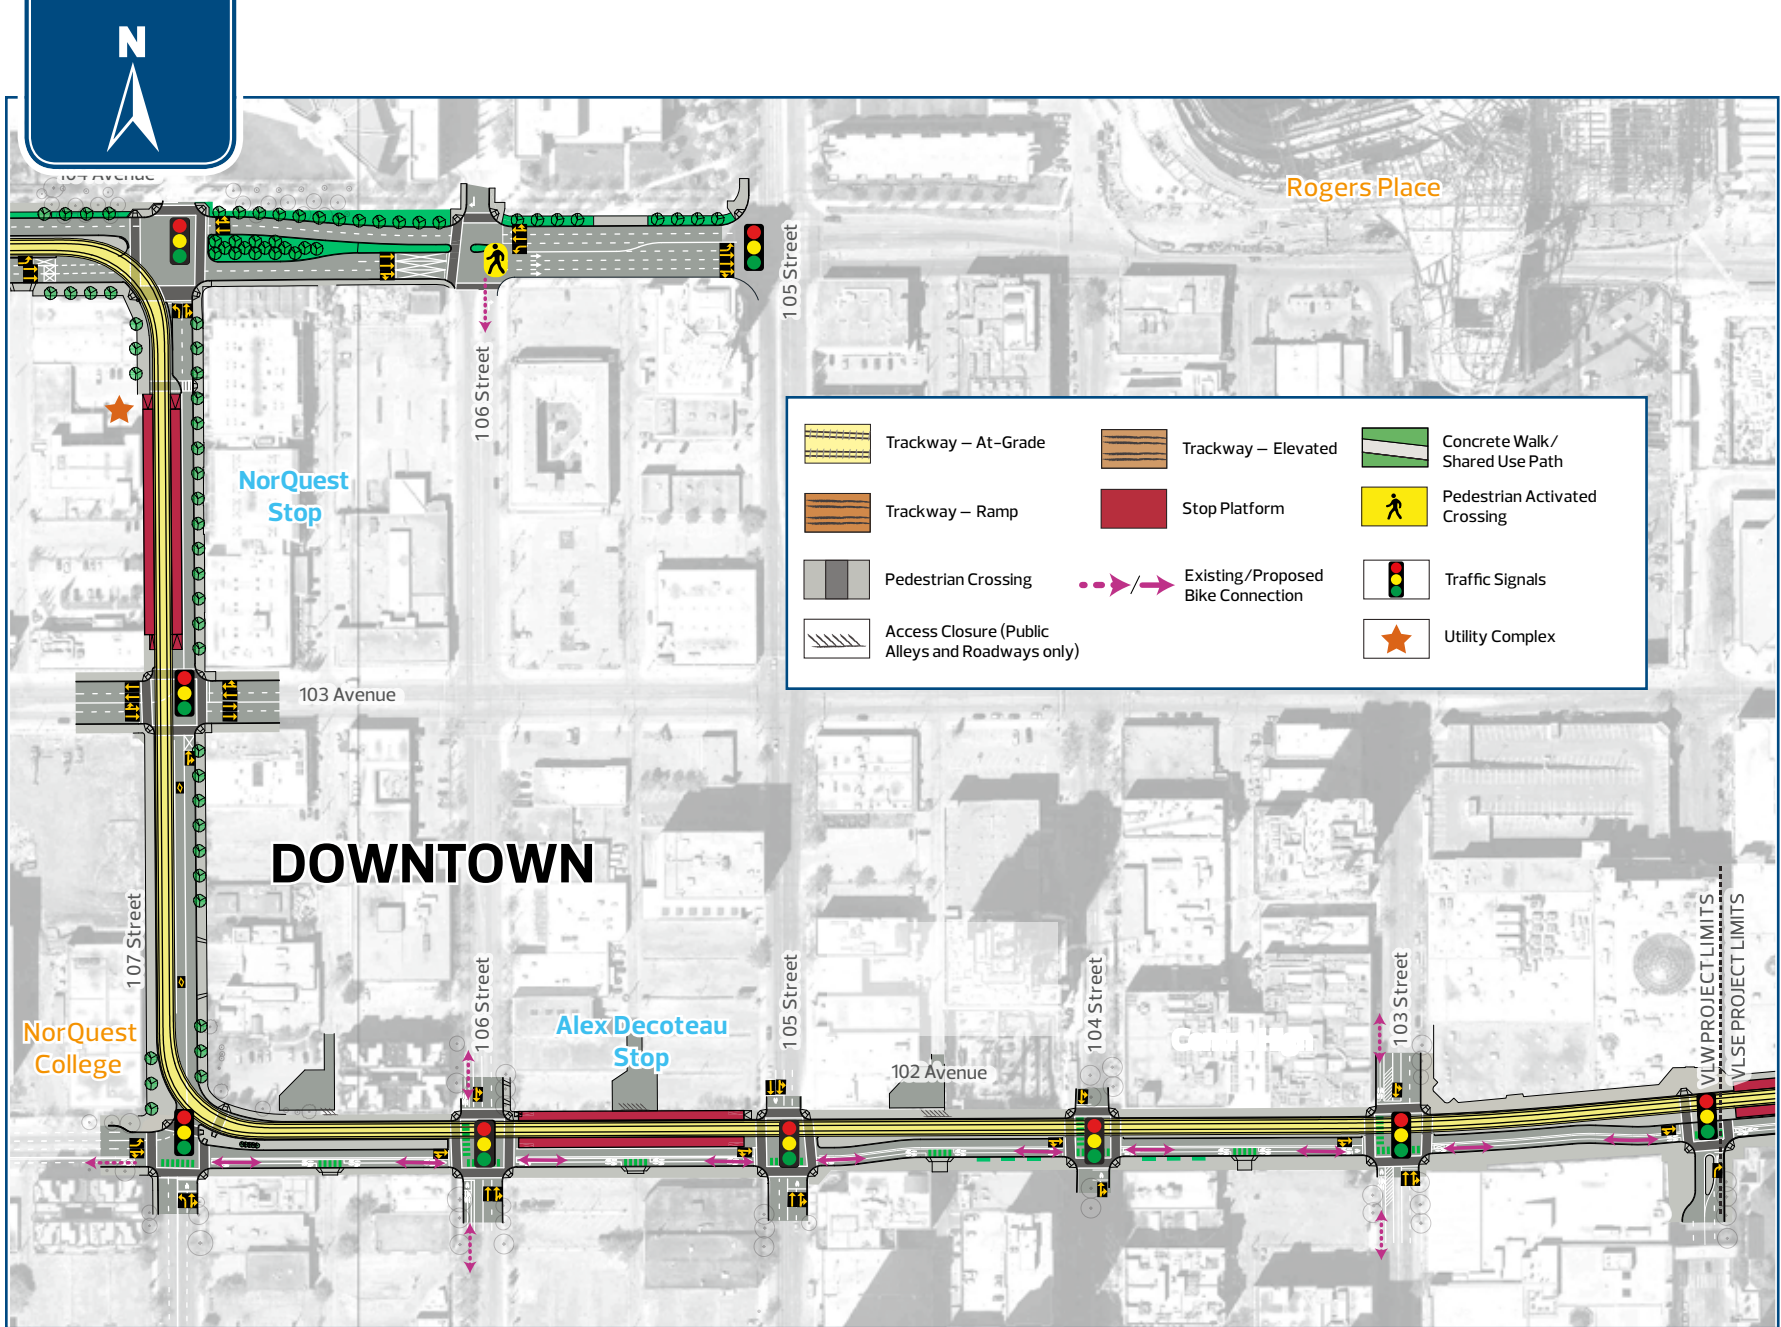 N
104 Avenue
Rogers Place
105 Street
106 Street
Trackway – At-Grade
Trackway – Elevated
Concrete Walk/
Shared Use Path
Trackway – Ramp
Stop Platform
Pedestrian Activated
Crossing
Pedestrian Crossing
Existing/Proposed
Bike Connection
Traffic Signals
Access Closure (Public
Alleys and Roadways only)
Utility Complex
NorQuest
Stop
103 Avenue
DOWNTOWN
107 Street
NorQuest
College
106 Street
Alex Decoteau
Stop
105 Street
102 Avenue
104 Street
103 Street
VLW PROJECT LIMITS
VLSE PROJECT LIMITS